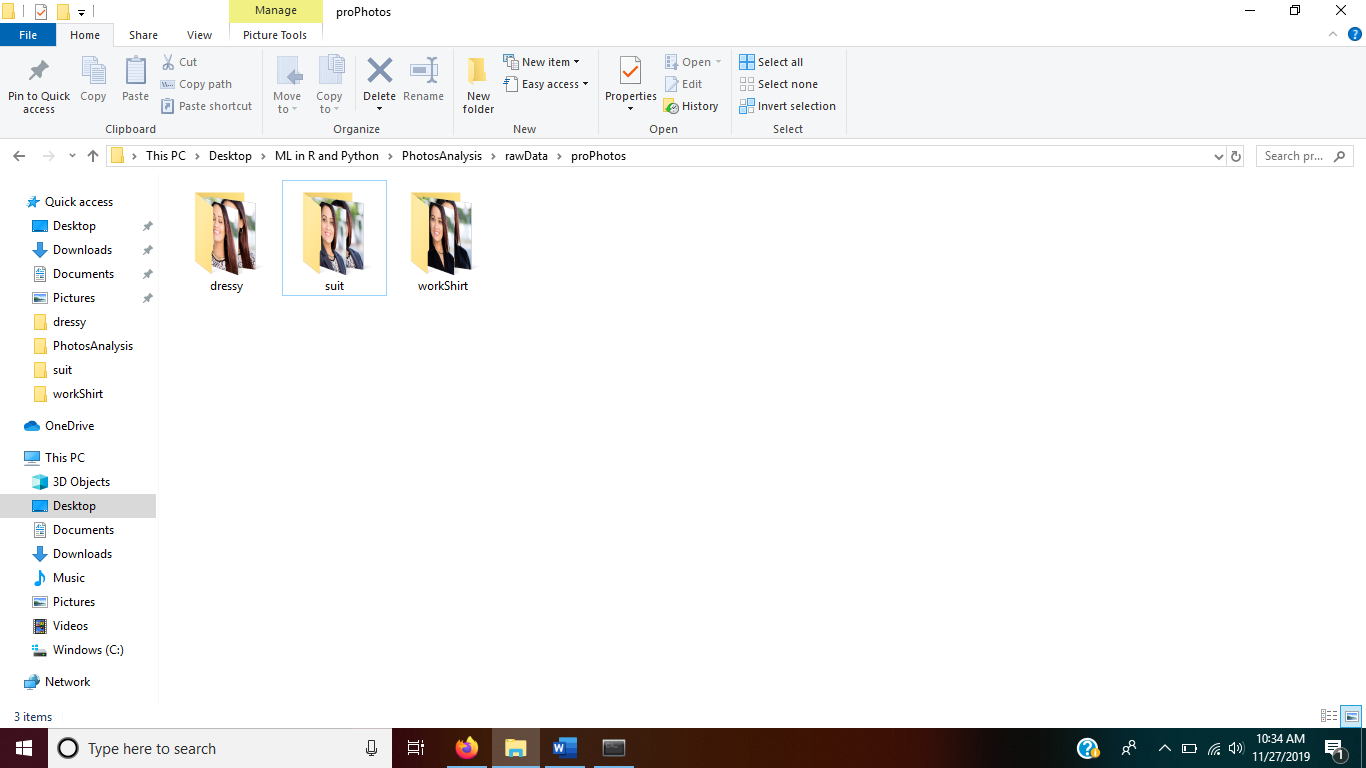 Manage
proPhotos
File
Home
Share
View
Picture Tools
Pin to Quick access
Copy
Paste
Cut
Copy path
Paste shortcut
Clipboard
Move to
Copy to
Delete
Rename
Organize
New folder
New item
Easy access
New
Properties
Open
Edit
History
Open
Select all
Select none
Invert selection
Select
This PC > Desktop > ML in R and Python > PhotosAnalysis > rawData > proPhotos
Search pr...
Quick access
Desktop
Downloads
Documents
Pictures
dressy
PhotosAnalysis
suit
workShirt
OneDrive
This PC
3D Objects
Desktop
Documents
Downloads
Music
Pictures
Videos
Windows (C:)
Network
dressy
suit
workShirt
3 items
Type here to search
10:34 AM
11/27/2019
1